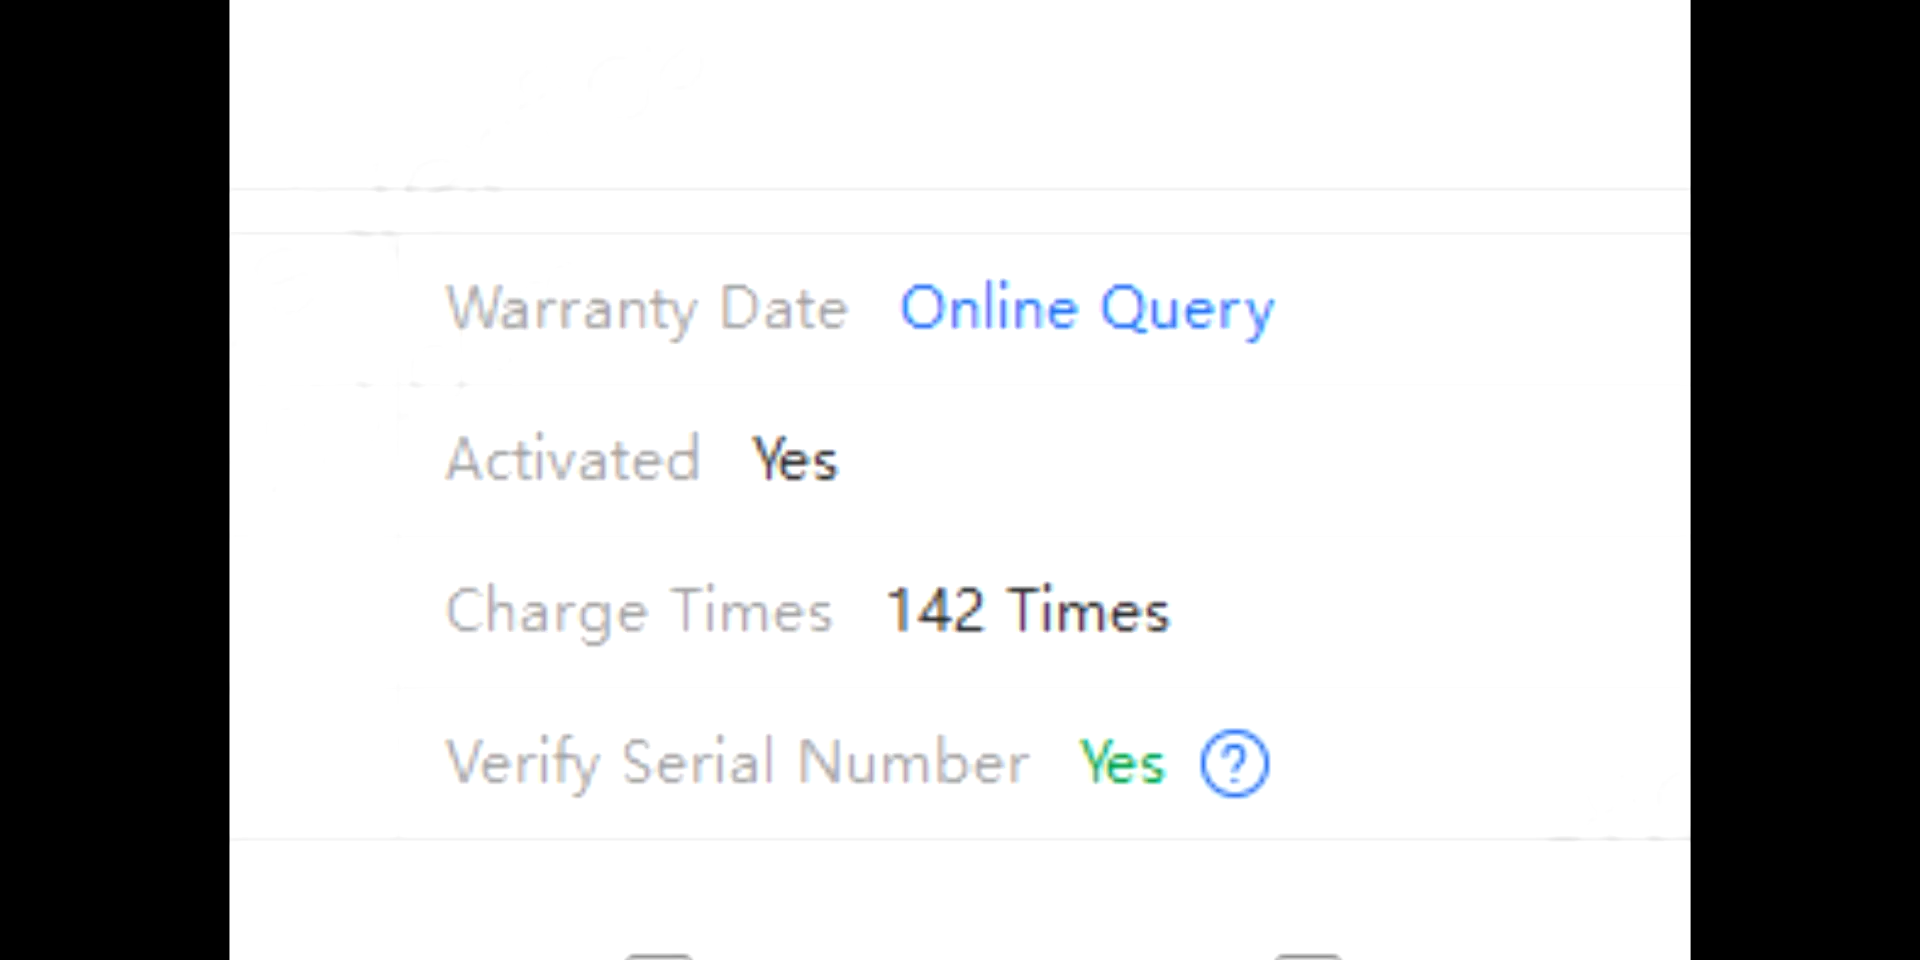 Warranty Date Online Query
Activated Yes
Charge Times 142 Times
Verify Serial Number Yes ?